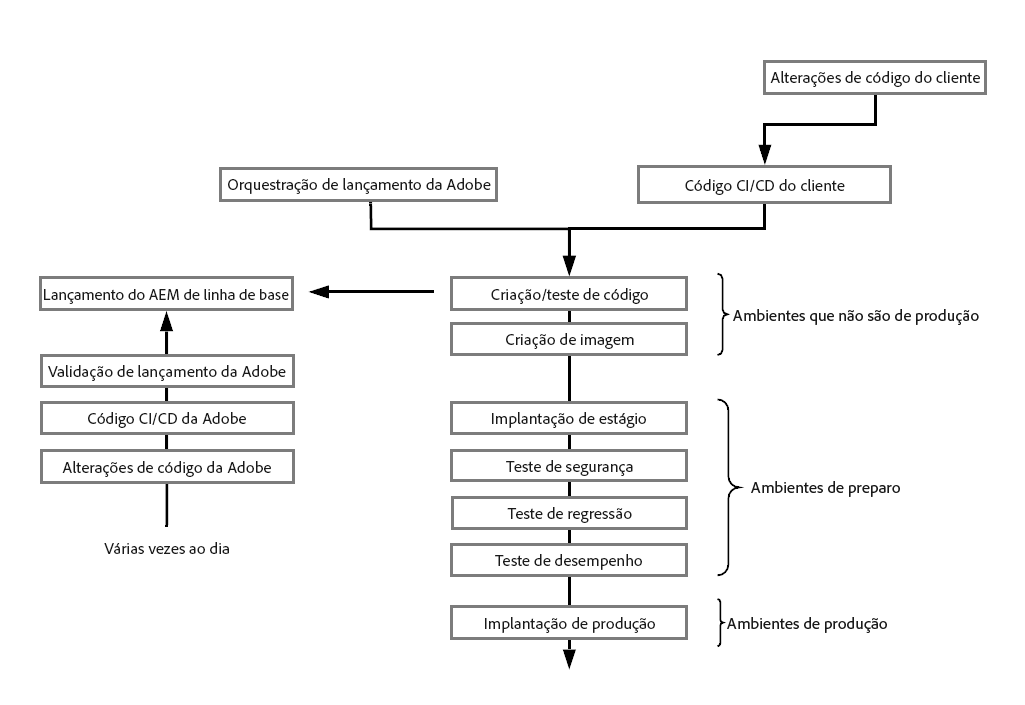 Alterações de código do cliente
Orquestração de lançamento da Adobe
Código CI/CD do cliente
Lançamento do AEM de linha de base
Criação/teste de código
Ambientes que não são de produção
Criação de imagem
Validação de lançamento da Adobe
Código CI/CD da Adobe
Implantação de estágio
Alterações de código da Adobe
Teste de segurança
Ambientes de preparo
Teste de regressão
Várias vezes ao dia
Teste de desempenho
Implantação de produção
Ambientes de produção